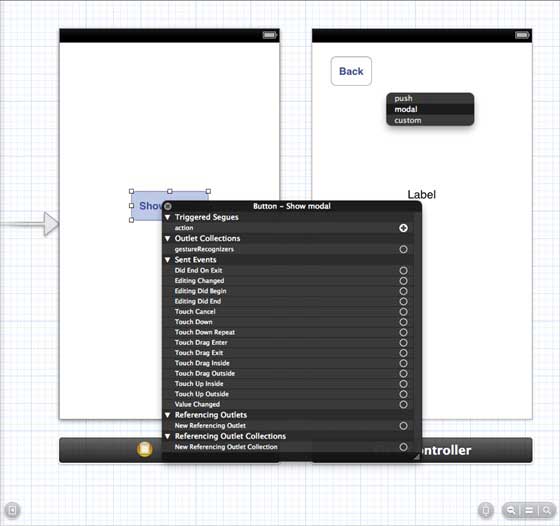 Back
push
modal
custom
Label
Show
Button – Show modal
Triggered Segues
action
Outlet Collections
gestureRecognizers
Sent Events
Did End On Exit
Editing Changed
Editing Did Begin
Editing Did End
Touch Cancel
Touch Down
Touch Down Repeat
Touch Drag Enter
Touch Drag Exit
Touch Drag Inside
Touch Drag Outside
Touch Up Inside
Touch Up Outside
Value Changed
Referencing Outlets
New Referencing Outlet
Referencing Outlet Collections
New Referencing Outlet Collection